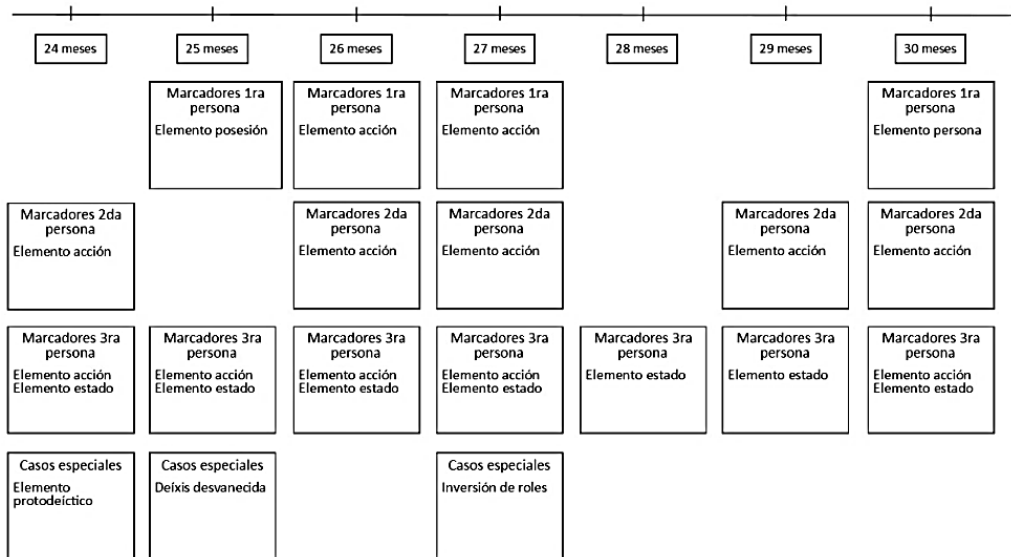 24 meses
25 meses
26 meses
27 meses
28 meses
29 meses
30 meses
Marcadores 1ra
persona
Elemento posesión
Marcadores 1ra
persona
Elemento acción
Marcadores 1ra
persona
Elemento acción
Marcadores 1ra
persona
Elemento persona
Marcadores 2da
persona
Elemento acción
Marcadores 2da
persona
Elemento acción
Marcadores 2da
persona
Elemento acción
Marcadores 2da
persona
Elemento acción
Marcadores 2da
persona
Elemento acción
Marcadores 3ra
persona
Elemento acción
Elemento estado
Marcadores 3ra
persona
Elemento acción
Elemento estado
Marcadores 3ra
persona
Elemento acción
Elemento estado
Marcadores 3ra
persona
Elemento acción
Elemento estado
Marcadores 3ra
persona
Elemento estado
Marcadores 3ra
persona
Elemento estado
Marcadores 3ra
persona
Elemento acción
Elemento estado
Casos especiales
Elemento
protodeíctico
Casos especiales
Deíxis desvanecida
Casos especiales
Inversión de roles